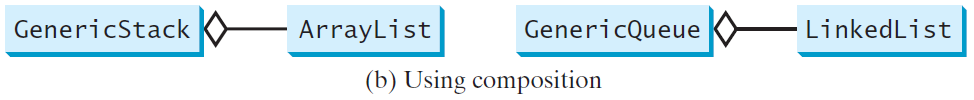 GenericStack ArrayList GenericQueue LinkedList
(b) Using composition